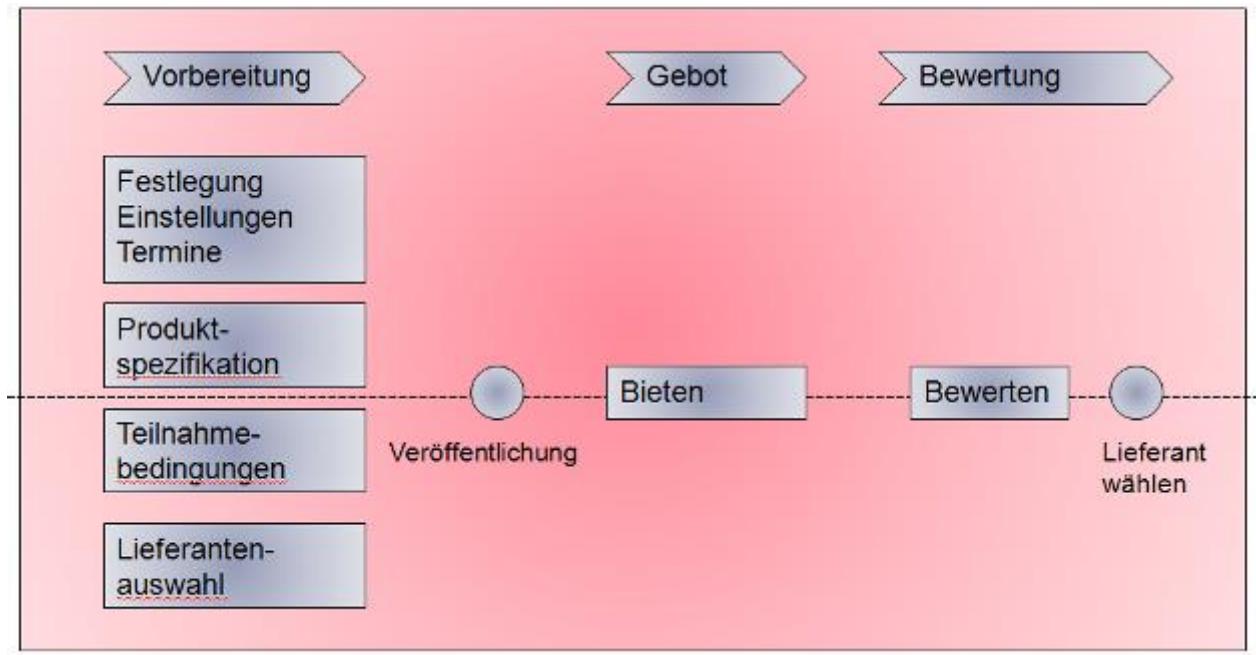 Vorbereitung
Gebot
Bewertung
Festlegung
Einstellungen
Termine
Produkt-
spezifikation
Teilnahme-
bedingungen
Lieferanten-
auswahl
Veröffentlichung
Bieten
Bewerten
Lieferant
wählen